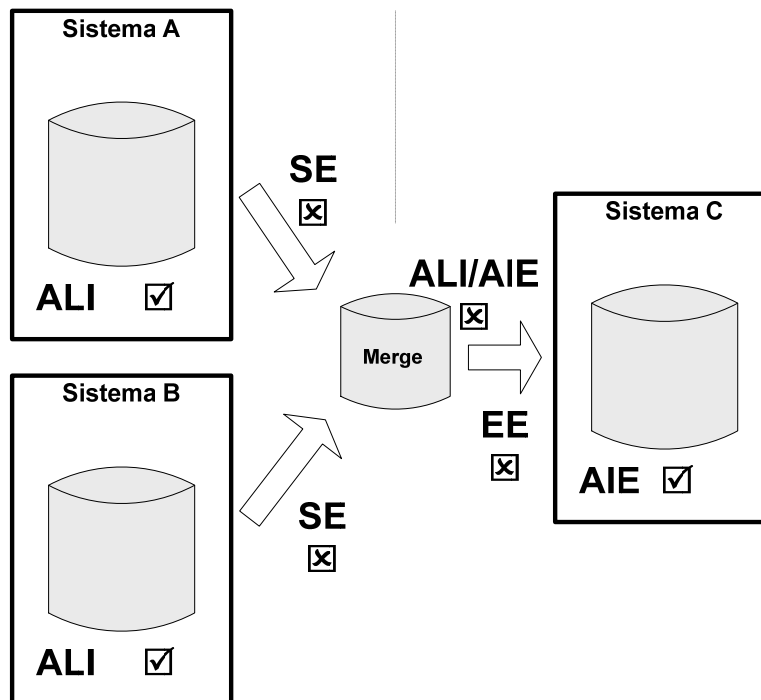 Sistema A
SE
ALI
ALI/AIE
Merge
Sistema C
Sistema B
EE
AIE
SE
ALI